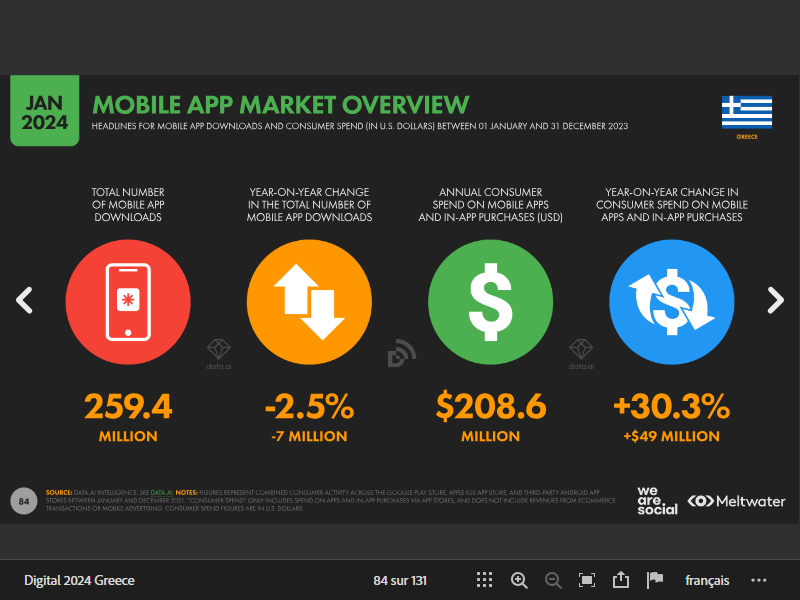 JAN
2024
MOBILE APP MARKET OVERVIEW
HEADLINES FOR MOBILE APP DOWNLOADS AND CONSUMER SPEND (IN U.S. DOLLARS) BETWEEN 01 JANUARY AND 31 DECEMBER 2023
GREECE
TOTAL NUMBER
OF MOBILE APP
DOWNLOADS
YEAR-ON-YEAR CHANGE
IN THE TOTAL NUMBER OF
MOBILE APP DOWNLOADS
ANNUAL CONSUMER
SPEND ON MOBILE APPS
AND IN-APP PURCHASES (USD)
YEAR-ON-YEAR CHANGE IN
CONSUMER SPEND ON MOBILE
APPS AND IN-APP PURCHASES
$
$
data.ai
data.ai
259.4
MILLION
-2.5%
-7 MILLION
$208.6
MILLION
+30.3%
+$49 MILLION
84
SOURCE: DATA.AI INTELLIGENCE. SEE DATA.AI. NOTES: FIGURES REPRESENT COMBINED CONSUMER ACTIVITY ACROSS THE GOOGLE PLAY STORE, APPLE IOS APP STORE, AND THIRD-PARTY ANDROID APP
STORES BETWEEN JANUARY AND DECEMBER 2021. "CONSUMER SPEND" ONLY INCLUDES SPEND ON APPS AND IN-APP PURCHASES VIA APP STORES, AND DOES NOT INCLUDE REVENUES FROM ECOMMERCE
TRANSACTIONS OR MOBILE ADVERTISING. CONSUMER SPEND FIGURES ARE IN U.S. DOLLARS.
we
are.
social
Meltwater
Digital 2024 Greece
84 sur 131
français